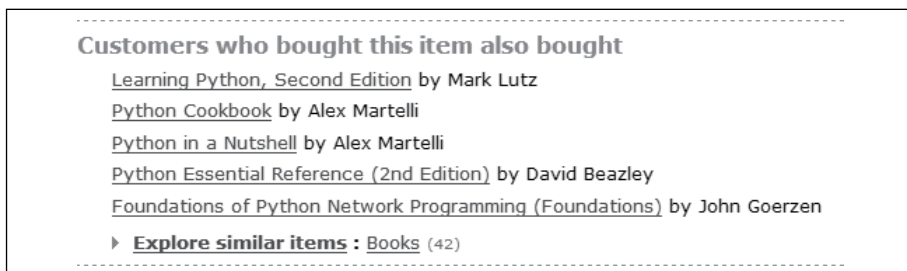 Customers who bought this item also bought
Learning Python, Second Edition by Mark Lutz
Python Cookbook by Alex Martelli
Python in a Nutshell by Alex Martelli
Python Essential Reference (2nd Edition) by David Beazley
Foundations of Python Network Programming (Foundations) by John Goerzen
Explore similar items : Books (42)